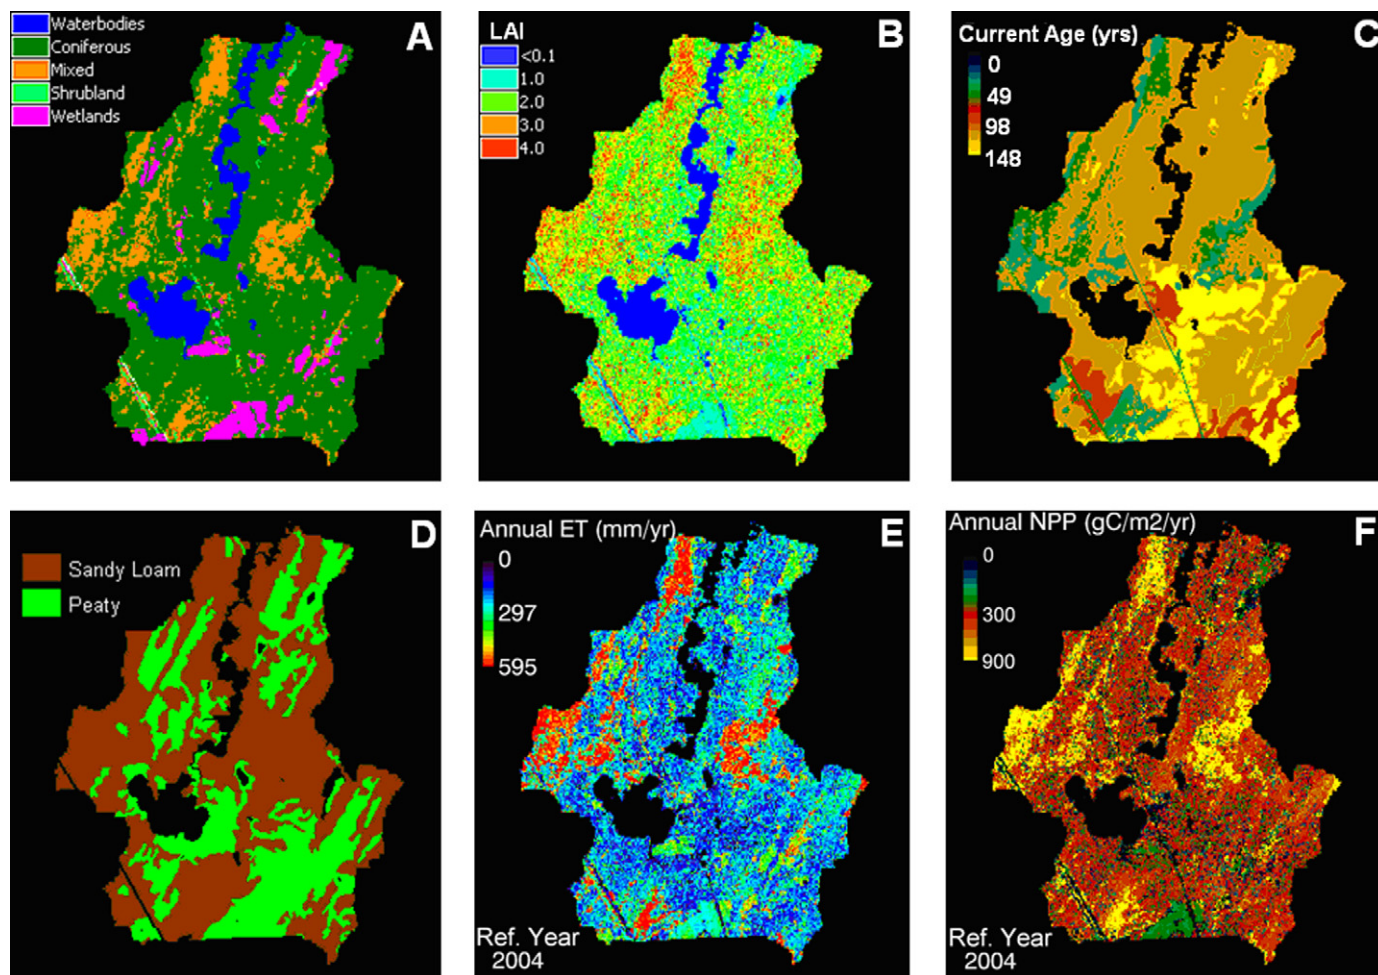 A
Waterbodies
Coniferous
Mixed
Shrubland
Wetlands
B
LAI
<0.1
1.0
2.0
3.0
4.0
C
Current Age (yrs)
0
49
98
148
D
Sandy Loam
Peaty
E
Annual ET (mm/yr)
0
297
595
Ref. Year
2004
F
Annual NPP (gC/m2/yr)
0
300
900
Ref. Year
2004